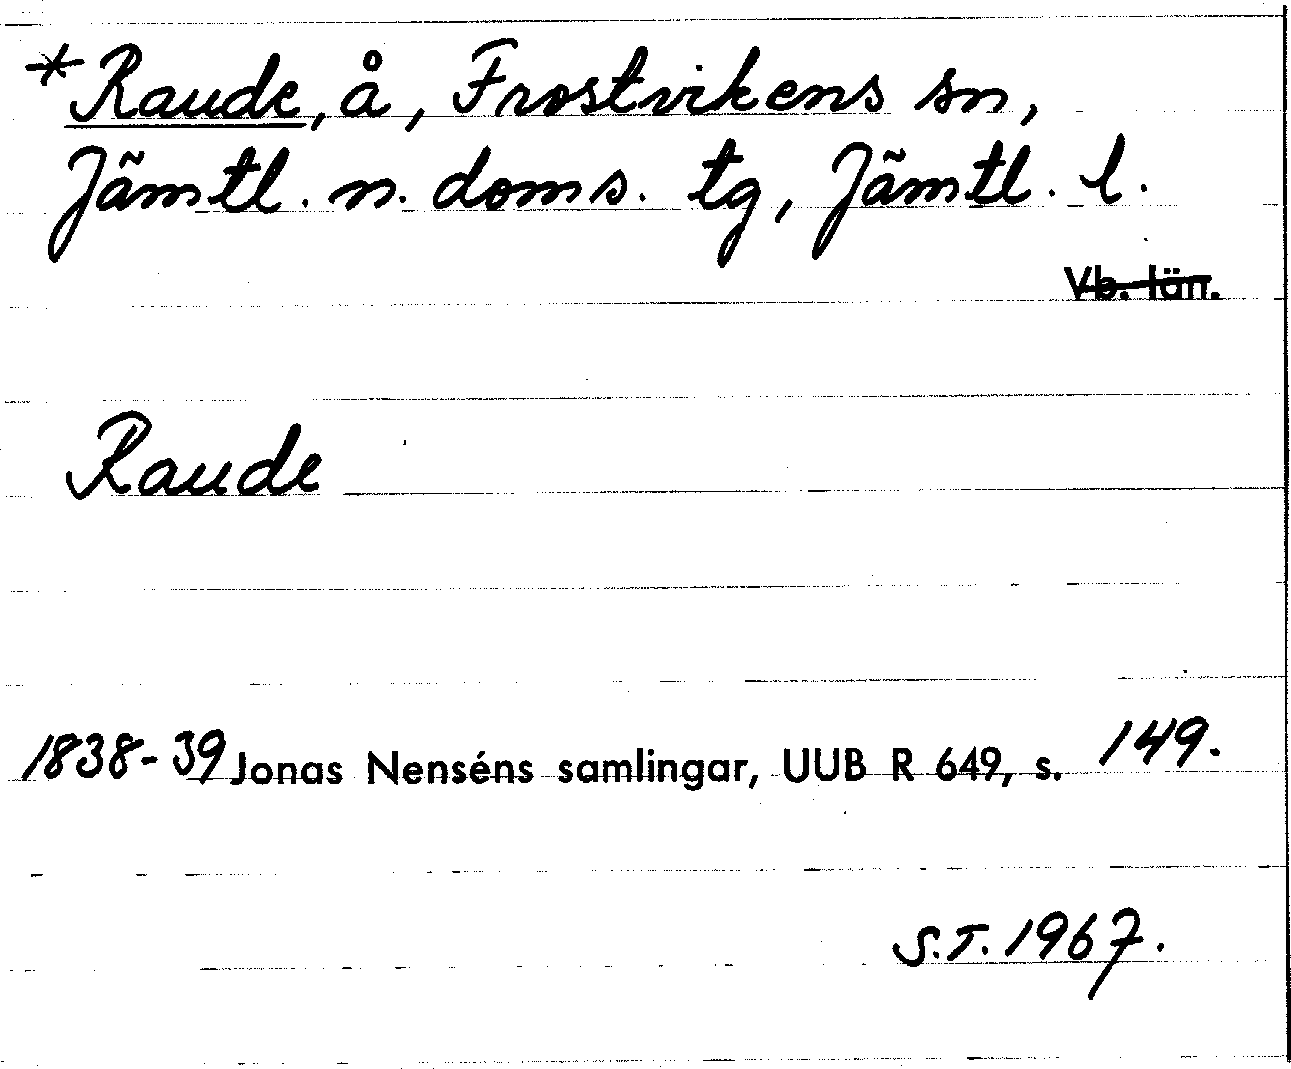 *Raude, å, Frostvikens sn,
Jämtl. n. doms. tg, Jämtl. l.
Vb. län.
Raude
1838-39 Jonas Nenséns samlingar, UUB R 649, s. 149.
S.T. 1967.